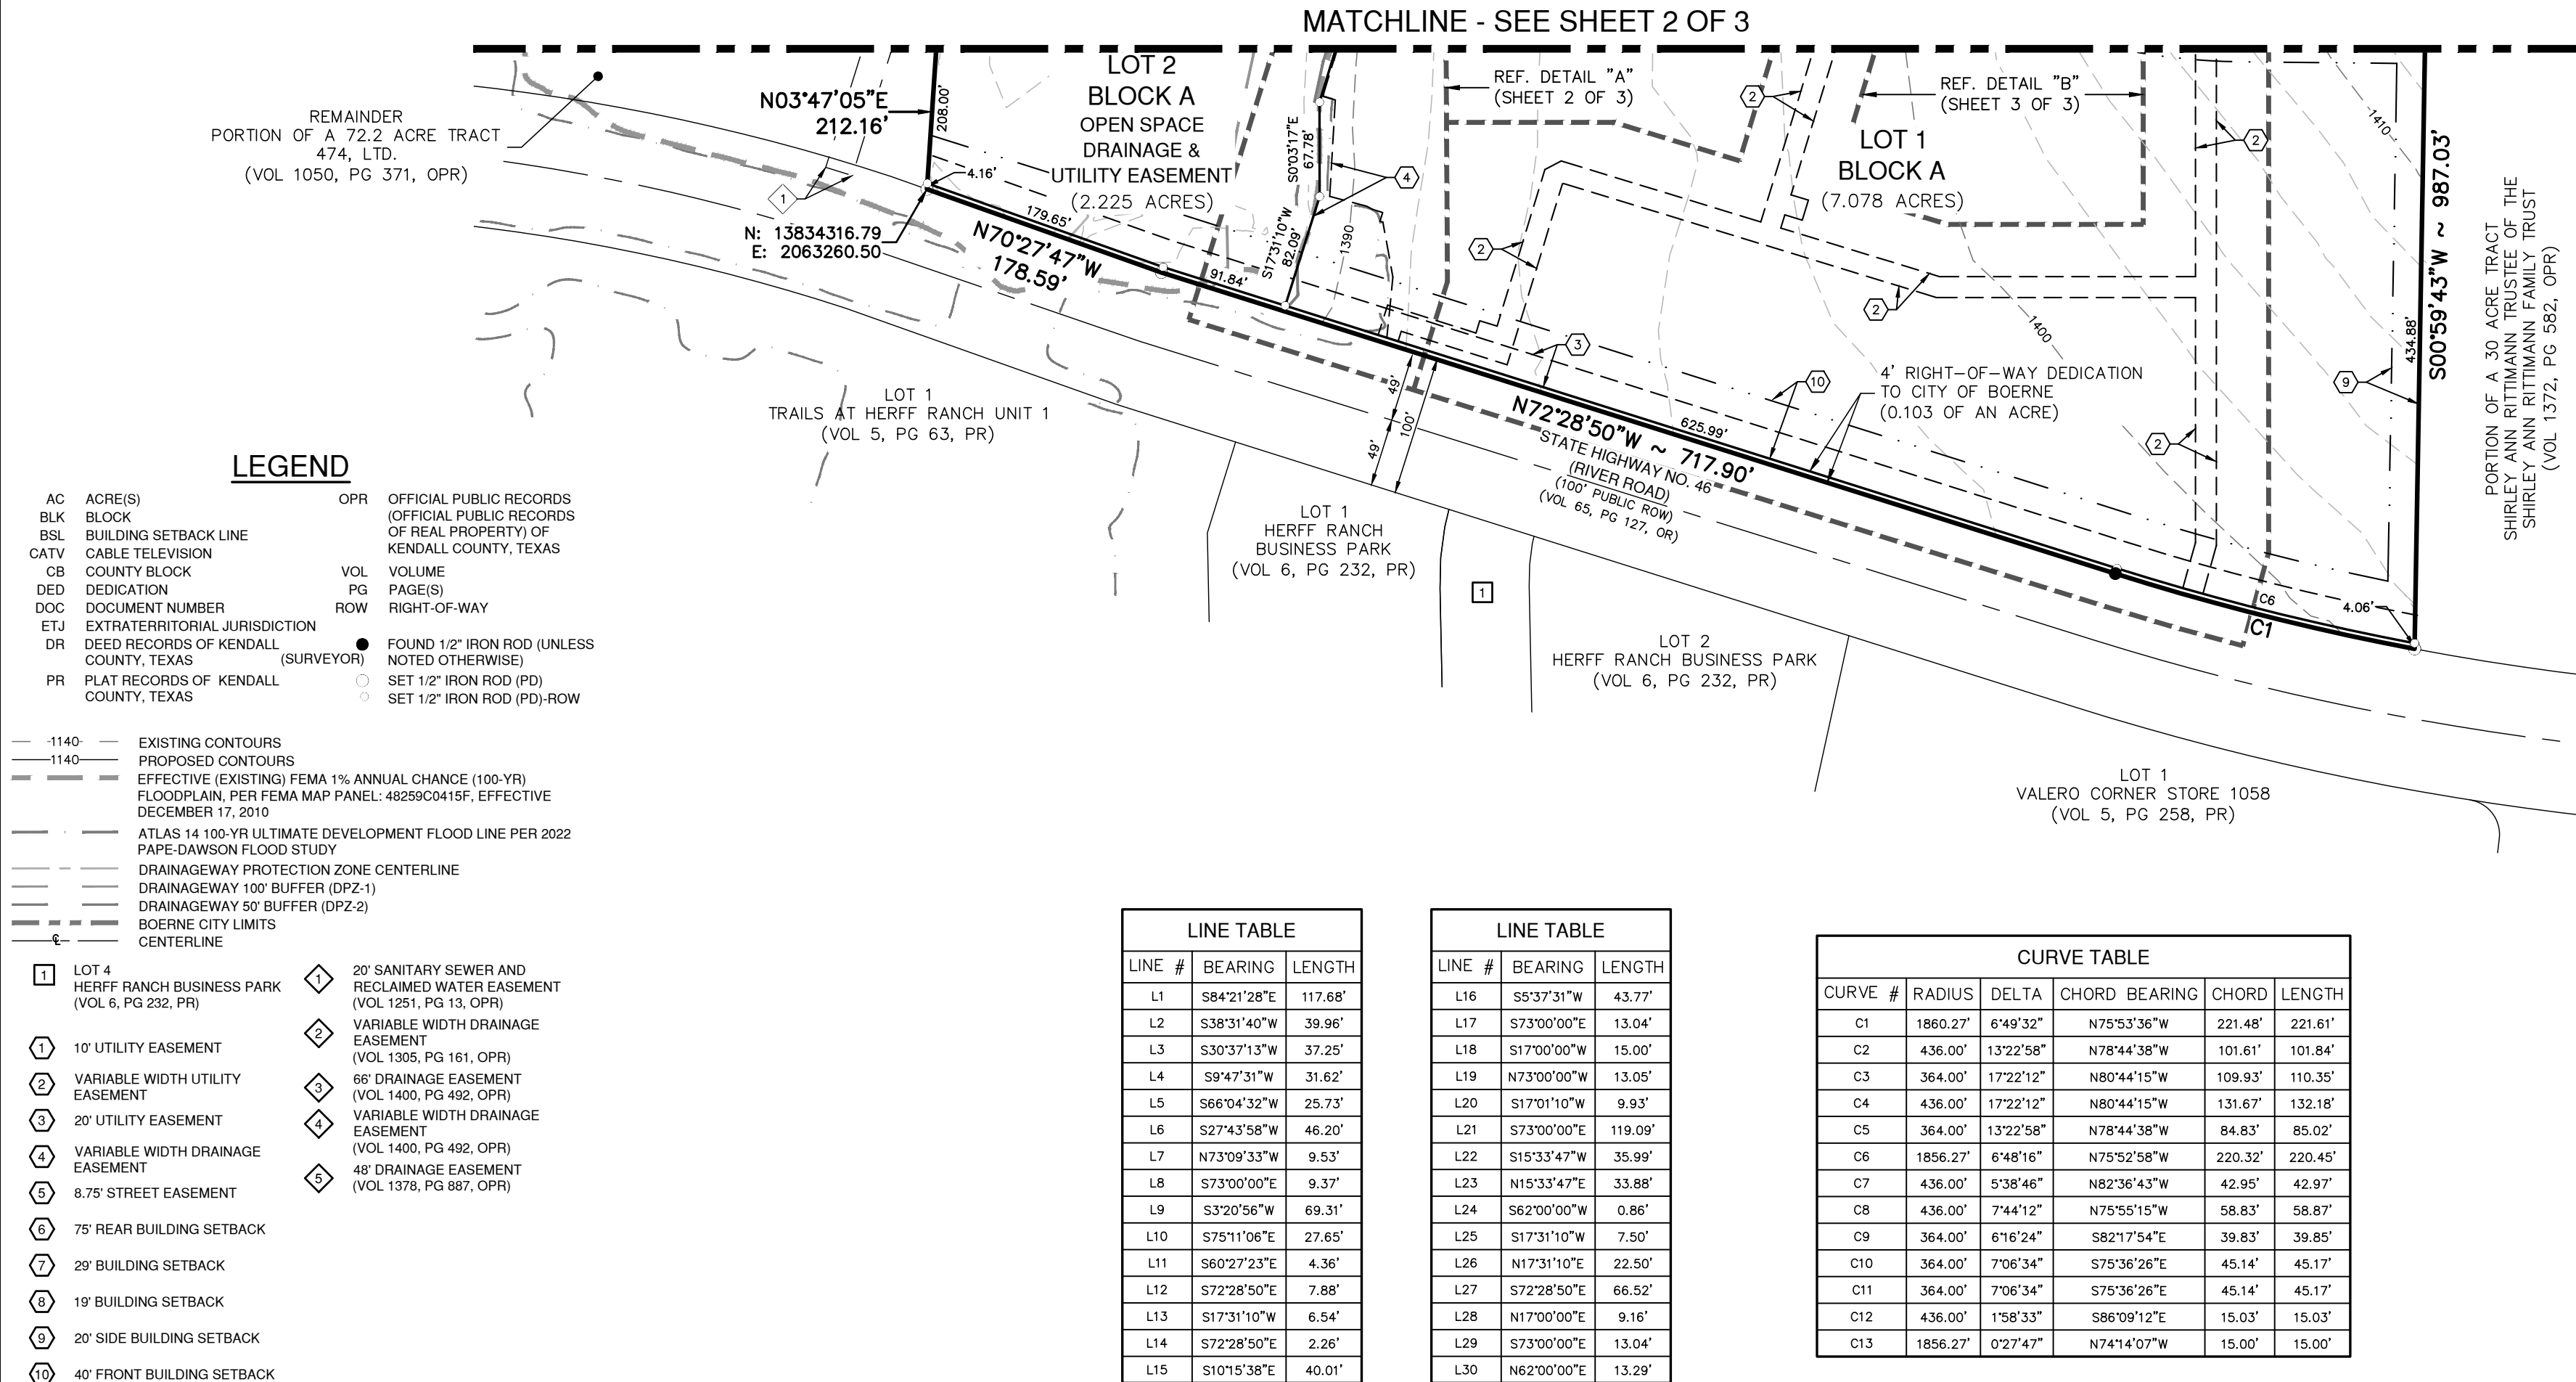 MATCHLINE - SEE SHEET 2 OF 3
REMAINDER
PORTION OF A 72.2 ACRE TRACT
474, LTD.
(VOL 1050, PG 371, OPR)
N03°47'05"E
212.16'
208.00'
4.16'
1
N: 13834316.79
E: 2063260.50
LOT 2
BLOCK A
OPEN SPACE
DRAINAGE &
UTILITY EASEMENT
(2.225 ACRES)
179.65'
N70°27'47"W
178.59'
91.84'
S0°03'17"E
67.78'
S17°31'10"W
82.09'
4
1390
REF. DETAIL "A"
(SHEET 2 OF 3)
2
REF. DETAIL "B"
(SHEET 3 OF 3)
LOT 1
BLOCK A
(7.078 ACRES)
2
2
2
2
3
10
9
1410
1400
4' RIGHT-OF-WAY DEDICATION
TO CITY OF BOERNE
(0.103 OF AN ACRE)
434.88'
S00°59'43"W ~ 987.03'
PORTION OF A 30 ACRE TRACT
SHIRLEY ANN RITTIMANN TRUSTEE OF THE
SHIRLEY ANN RITTIMANN FAMILY TRUST
(VOL 1372, PG 582, OPR)
49'
49'
100'
625.99'
N72°28'50"W ~ 717.90'
STATE HIGHWAY NO. 46
(RIVER ROAD)
(100' PUBLIC ROW)
(VOL 65, PG 127, OR)
C6
C1
4.06'
LOT 1
TRAILS AT HERFF RANCH UNIT 1
(VOL 5, PG 63, PR)
LOT 1
HERFF RANCH
BUSINESS PARK
(VOL 6, PG 232, PR)
1
LOT 2
HERFF RANCH BUSINESS PARK
(VOL 6, PG 232, PR)
LOT 1
VALERO CORNER STORE 1058
(VOL 5, PG 258, PR)
LEGEND
AC ACRE(S)
BLK BLOCK
BSL BUILDING SETBACK LINE
CATV CABLE TELEVISION
CB COUNTY BLOCK
DED DEDICATION
DOC DOCUMENT NUMBER
ETJ EXTRATERRITORIAL JURISDICTION
DR DEED RECORDS OF KENDALL
COUNTY, TEXAS
PR PLAT RECORDS OF KENDALL
COUNTY, TEXAS
OPR OFFICIAL PUBLIC RECORDS
(OFFICIAL PUBLIC RECORDS
OF REAL PROPERTY) OF
KENDALL COUNTY, TEXAS
VOL VOLUME
PG PAGE(S)
ROW RIGHT-OF-WAY
FOUND 1/2" IRON ROD (UNLESS
(SURVEYOR) NOTED OTHERWISE)
SET 1/2" IRON ROD (PD)
SET 1/2" IRON ROD (PD)-ROW
1140 EXISTING CONTOURS
1140 PROPOSED CONTOURS
EFFECTIVE (EXISTING) FEMA 1% ANNUAL CHANCE (100-YR)
FLOODPLAIN, PER FEMA MAP PANEL: 48259C0415F, EFFECTIVE
DECEMBER 17, 2010
ATLAS 14 100-YR ULTIMATE DEVELOPMENT FLOOD LINE PER 2022
PAPE-DAWSON FLOOD STUDY
DRAINAGEWAY PROTECTION ZONE CENTERLINE
DRAINAGEWAY 100' BUFFER (DPZ-1)
DRAINAGEWAY 50' BUFFER (DPZ-2)
BOERNE CITY LIMITS
℄ CENTERLINE
1 LOT 4
HERFF RANCH BUSINESS PARK
(VOL 6, PG 232, PR)
1 10' UTILITY EASEMENT
2 VARIABLE WIDTH UTILITY
EASEMENT
3 20' UTILITY EASEMENT
4 VARIABLE WIDTH DRAINAGE
EASEMENT
5 8.75' STREET EASEMENT
6 75' REAR BUILDING SETBACK
7 29' BUILDING SETBACK
8 19' BUILDING SETBACK
9 20' SIDE BUILDING SETBACK
10 40' FRONT BUILDING SETBACK
1 20' SANITARY SEWER AND
RECLAIMED WATER EASEMENT
(VOL 1251, PG 13, OPR)
2 VARIABLE WIDTH DRAINAGE
EASEMENT
(VOL 1305, PG 161, OPR)
3 66' DRAINAGE EASEMENT
(VOL 1400, PG 492, OPR)
4 VARIABLE WIDTH DRAINAGE
EASEMENT
(VOL 1400, PG 492, OPR)
5 48' DRAINAGE EASEMENT
(VOL 1378, PG 887, OPR)
LINE TABLE
LINE # BEARING LENGTH
L1 S84°21'28"E 117.68'
L2 S38°31'40"W 39.96'
L3 S30°37'13"W 37.25'
L4 S9°47'31"W 31.62'
L5 S66°04'32"W 25.73'
L6 S27°43'58"W 46.20'
L7 N73°09'33"W 9.53'
L8 S73°00'00"E 9.37'
L9 S3°20'56"W 69.31'
L10 S75°11'06"E 27.65'
L11 S60°27'23"E 4.36'
L12 S72°28'50"E 7.88'
L13 S17°31'10"W 6.54'
L14 S72°28'50"E 2.26'
L15 S10°15'38"E 40.01'
LINE TABLE
LINE # BEARING LENGTH
L16 S5°37'31"W 43.77'
L17 S73°00'00"E 13.04'
L18 S17°00'00"W 15.00'
L19 N73°00'00"W 13.05'
L20 S17°01'10"W 9.93'
L21 S73°00'00"E 119.09'
L22 S15°33'47"W 35.99'
L23 N15°33'47"E 33.88'
L24 S62°00'00"W 0.86'
L25 S17°31'10"W 7.50'
L26 N17°31'10"E 22.50'
L27 S72°28'50"E 66.52'
L28 N17°00'00"E 9.16'
L29 S73°00'00"E 13.04'
L30 N62°00'00"E 13.29'
CURVE TABLE
CURVE # RADIUS DELTA CHORD BEARING CHORD LENGTH
C1 1860.27' 6°49'32" N75°53'36"W 221.48' 221.61'
C2 436.00' 13°22'58" N78°44'38"W 101.61' 101.84'
C3 364.00' 17°22'12" N80°44'15"W 109.93' 110.35'
C4 436.00' 17°22'12" N80°44'15"W 131.67' 132.18'
C5 364.00' 13°22'58" N78°44'38"W 84.83' 85.02'
C6 1856.27' 6°48'16" N75°52'58"W 220.32' 220.45'
C7 436.00' 5°38'46" N82°36'43"W 42.95' 42.97'
C8 436.00' 7°44'12" N75°55'15"W 58.83' 58.87'
C9 364.00' 6°16'24" S82°17'54"E 39.83' 39.85'
C10 364.00' 7°06'34" S75°36'26"E 45.14' 45.17'
C11 364.00' 7°06'34" S75°36'26"E 45.14' 45.17'
C12 436.00' 1°58'33" S86°09'12"E 15.03' 15.03'
C13 1856.27' 0°27'47" N74°14'07"W 15.00' 15.00'